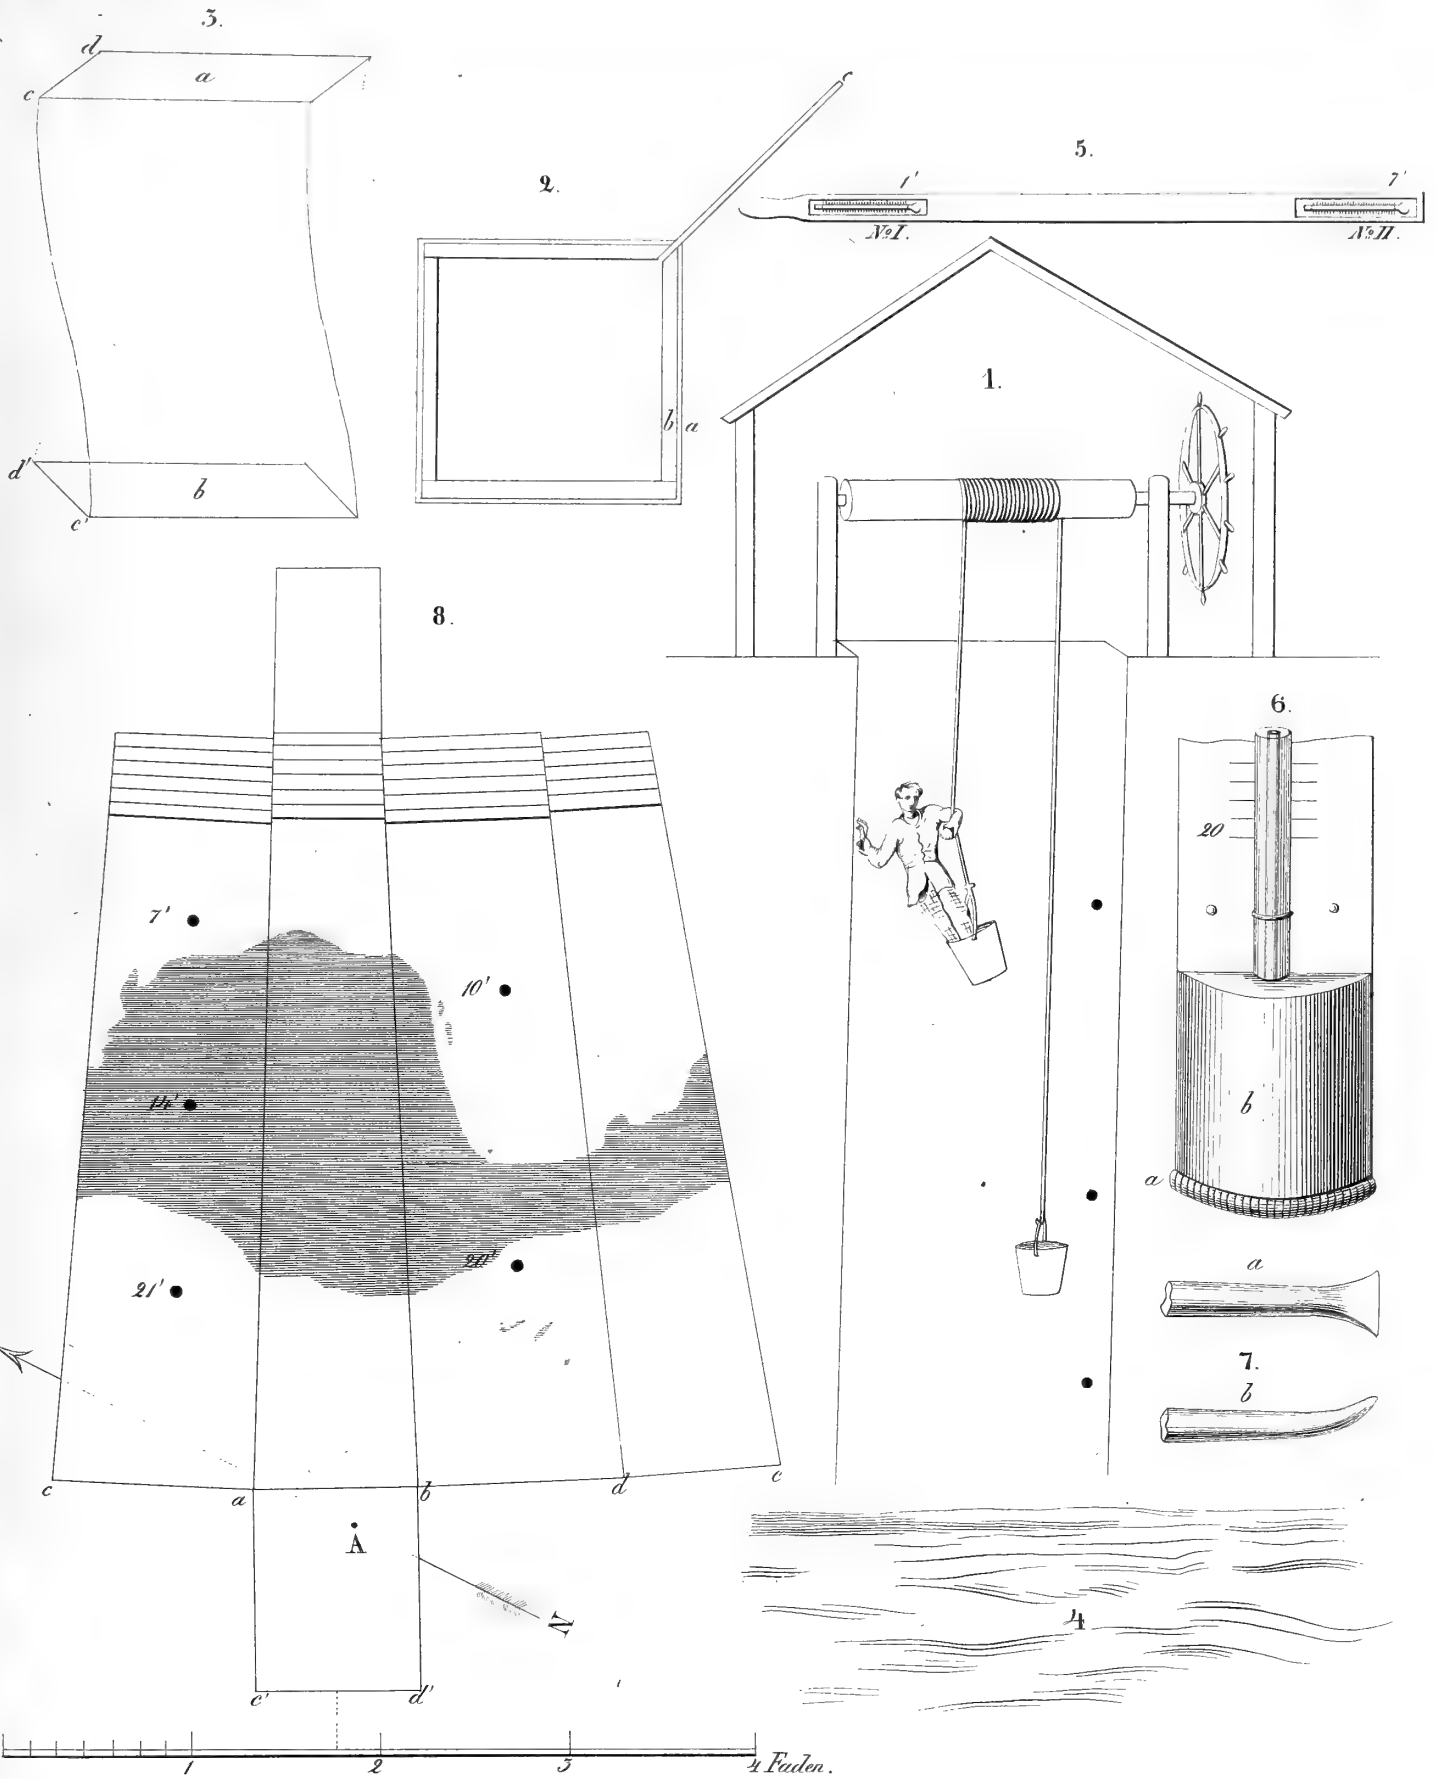 3.
d
a
c
d'
b
c'
2.
c
b a
5.
1' 7'
No I. No II.
1.
8.
7'
10'
14'
20'
21'
c a b d c
A
N
c' d'
1 2 3 4 Faden.
6.
20
b
a
a
7.
b
4